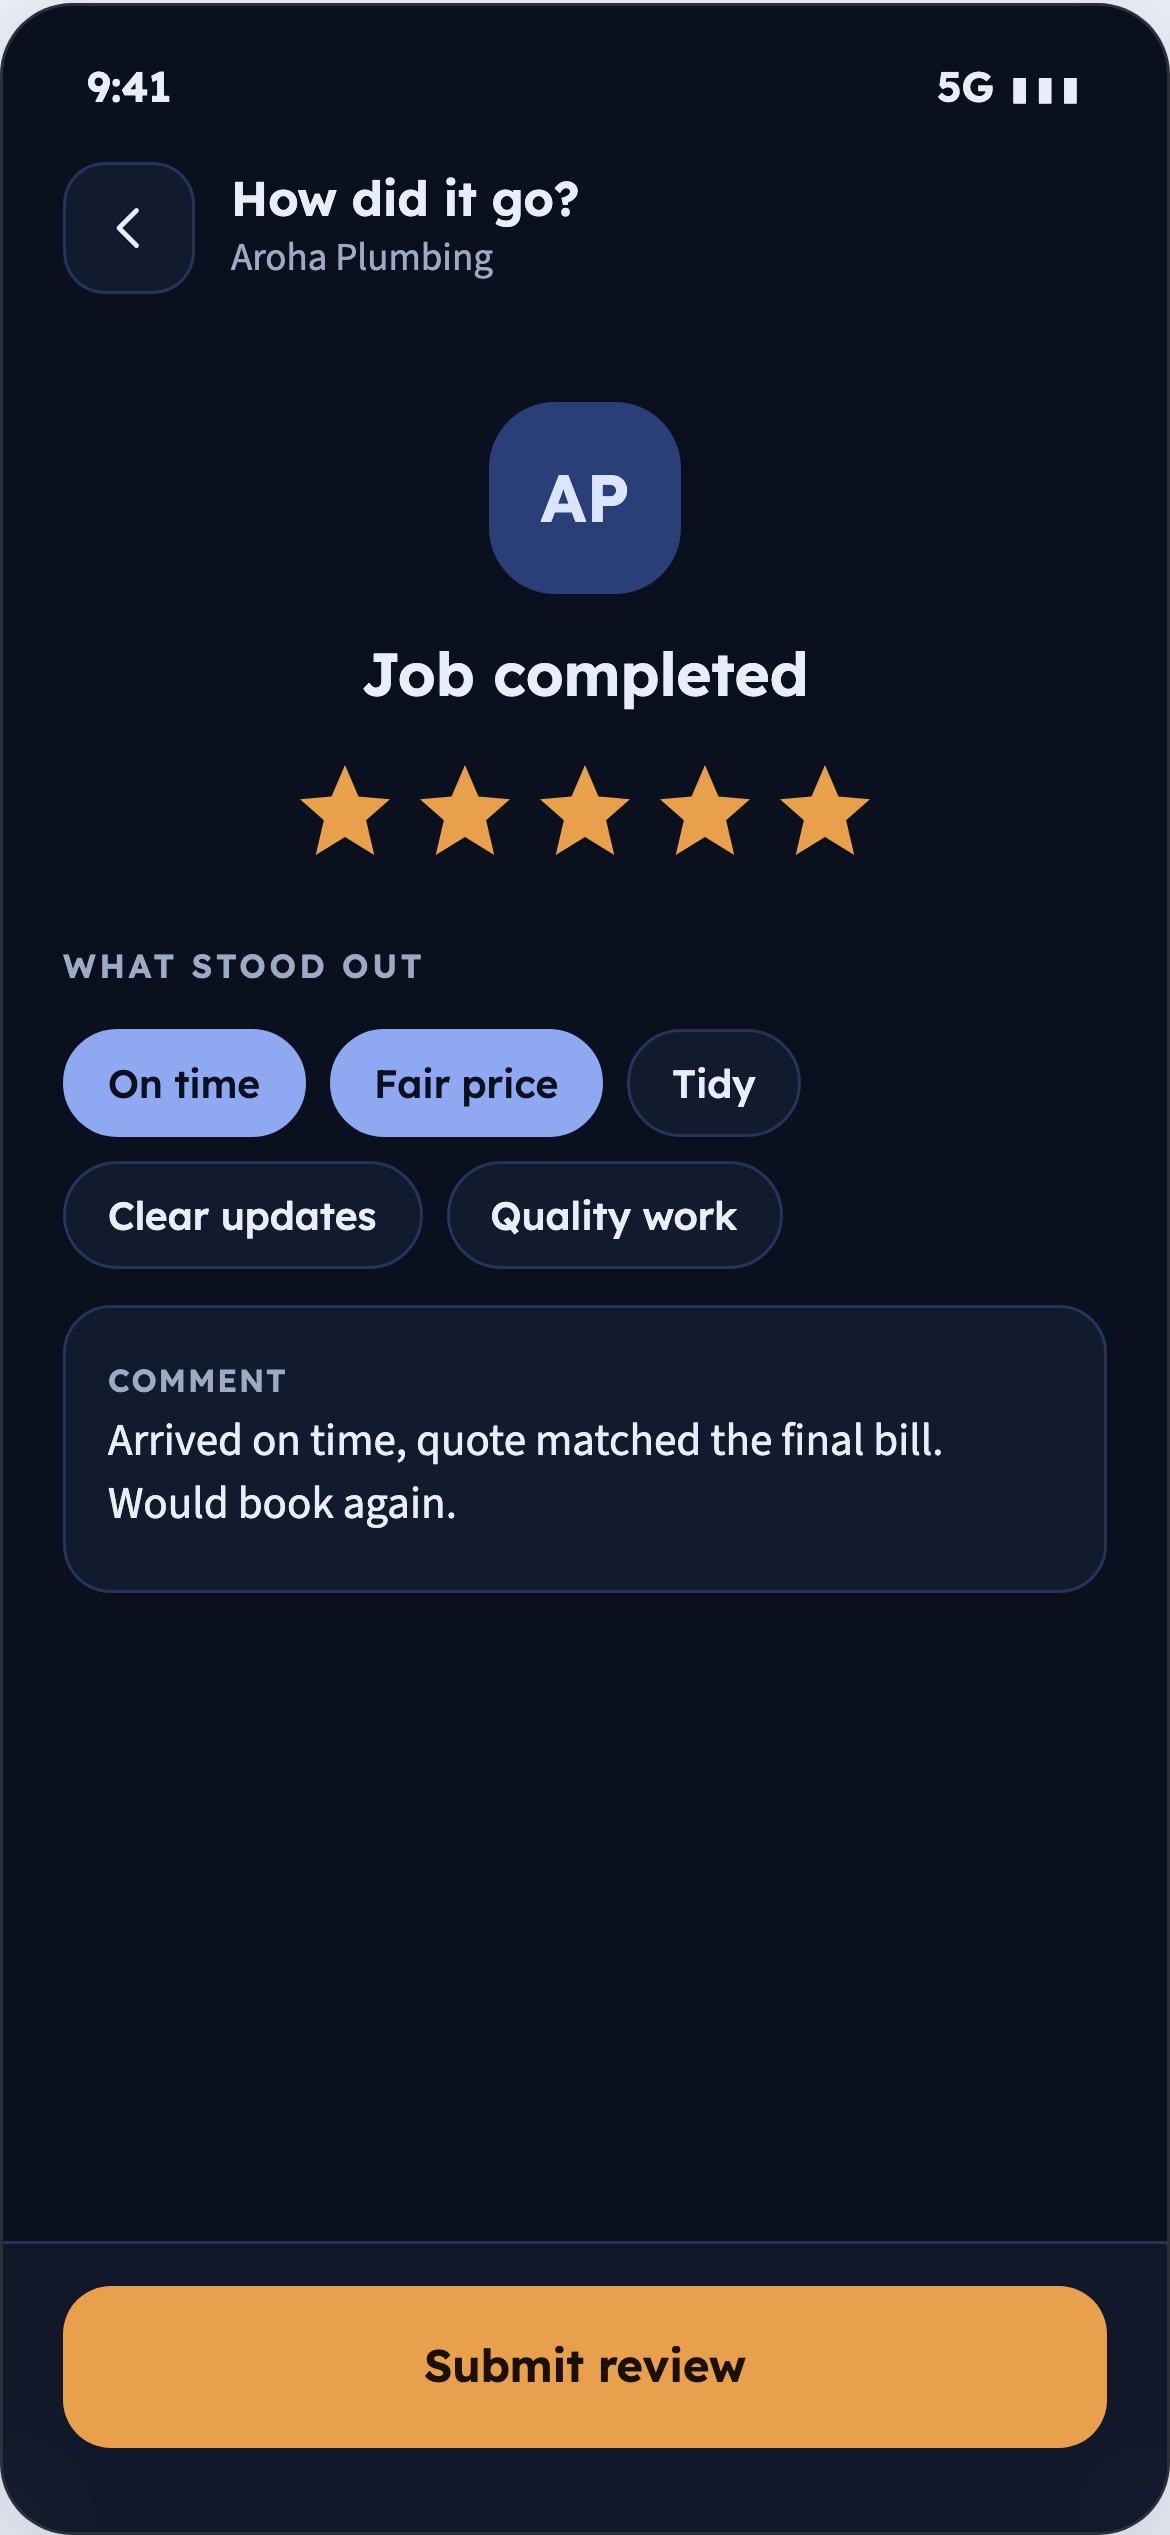 9:41 5G
How did it go?
Aroha Plumbing
AP
Job completed
WHAT STOOD OUT
On time Fair price Tidy
Clear updates Quality work
COMMENT
Arrived on time, quote matched the final bill.
Would book again.
Submit review